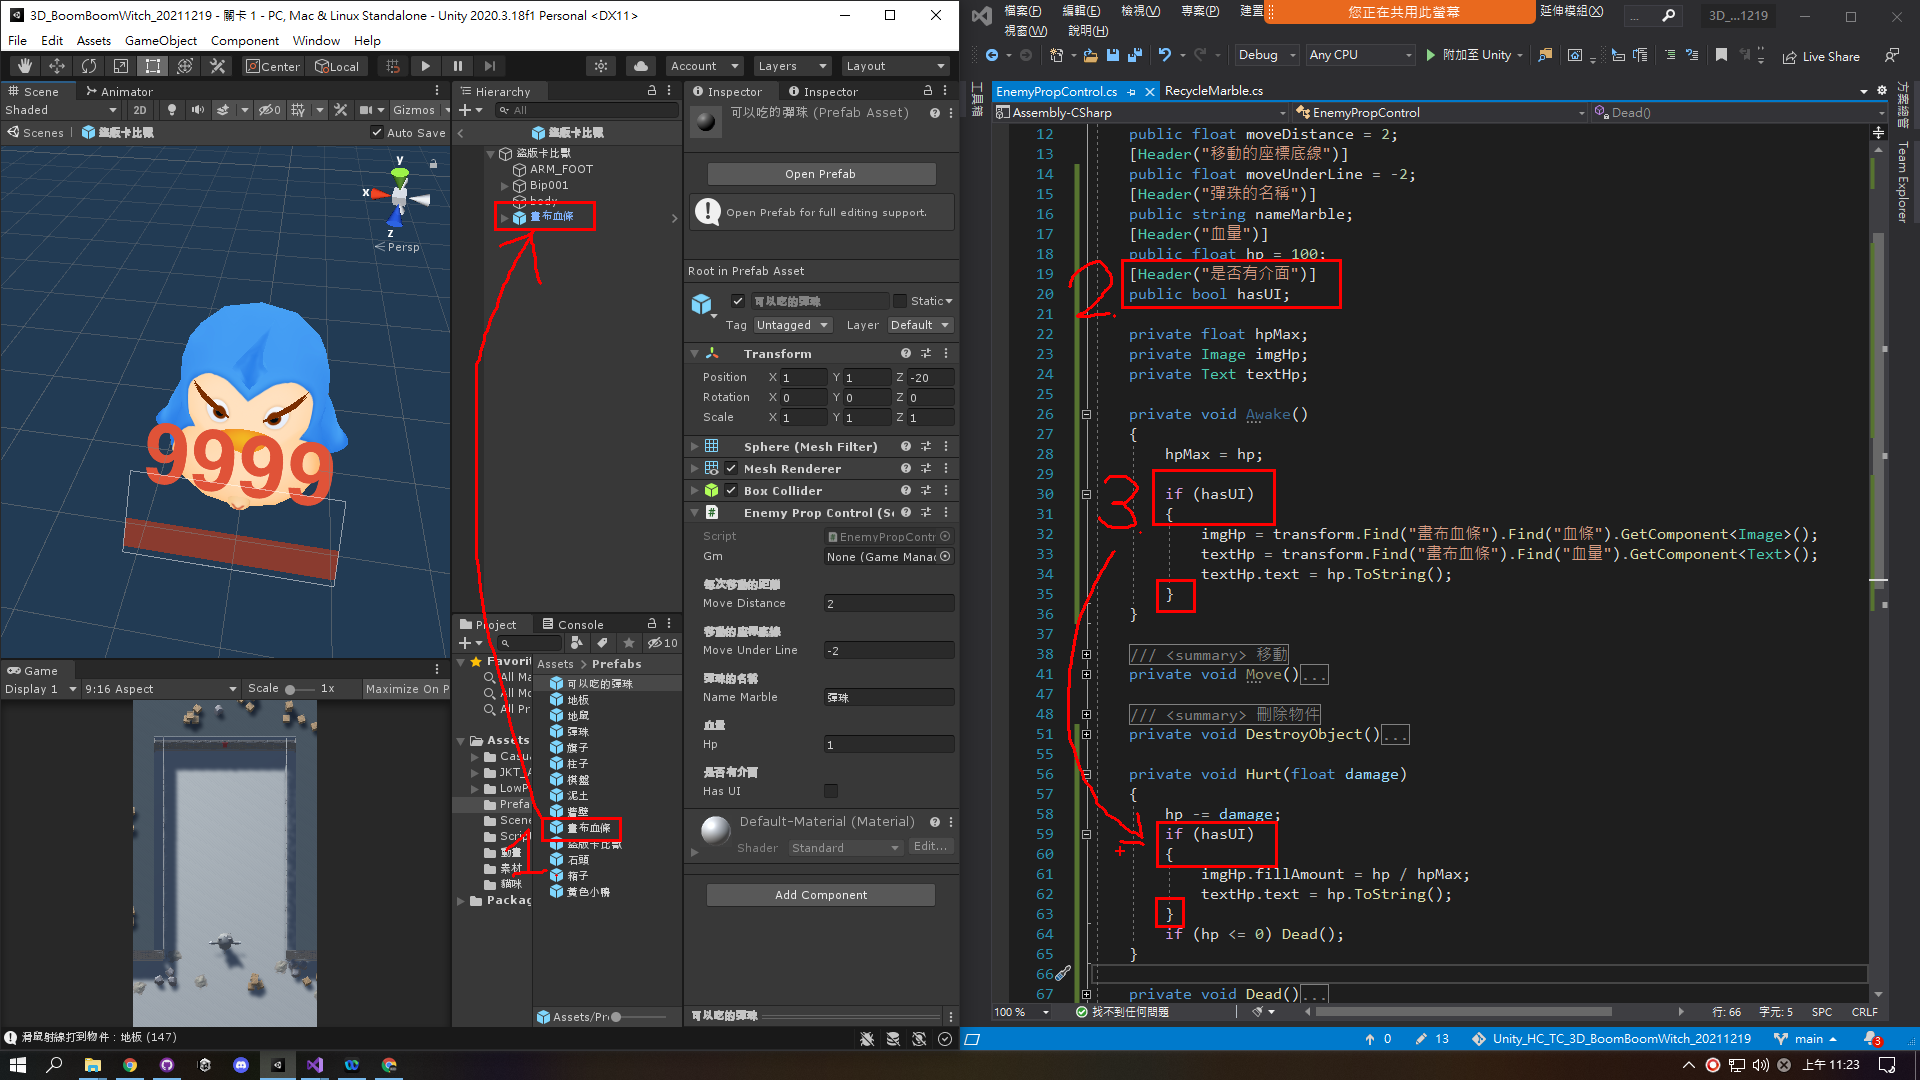 3D_BoomBoomWitch_20211219 - 關卡 1 - PC, Mac & Linux Standalone - Unity 2020.3.18f1 Personal <DX11>
File Edit Assets GameObject Component Window Help
Center Local Account Layers Layout
Scene Animator
Shaded 2D 0 Gizmos
Scenes 盜版卡比獸 Auto Save
y
x
z
Persp
9999
Game
Display 1 9:16 Aspect Scale 1x Maximize On P
滑鼠射線打到物件 : 地板 (147)
Hierarchy
All
盜版卡比獸
盜版卡比獸
ARM_FOOT
Bip001
body
畫布血條
Project Console
10
Favorit
All Ma
All Mo
All Pr
Assets
Casu
JKT_A
LowP
Prefa
Scene
Scri
動畫
素材
貓咪
Packag
Assets > Prefabs
可以吃的彈珠
地板
地鼠
彈珠
旗子
柱子
棋盤
泥土
牆壁
畫布血條
盜版卡比獸
石頭
箱子
黃色小鴨
Assets/Pr
1
Inspector Inspector
可以吃的彈珠 (Prefab Asset)
Open Prefab
Open Prefab for full editing support.
Root in Prefab Asset
可以吃的彈珠 Static
Tag Untagged Layer Default
Transform
Position X 1 Y 1 Z -20
Rotation X 0 Y 0 Z 0
Scale X 1 Y 1 Z 1
Sphere (Mesh Filter)
Mesh Renderer
Box Collider
Enemy Prop Control (Sc
Script EnemyPropContr
Gm None (Game Manag
每次移動的距離
Move Distance 2
移動的座標底線
Move Under Line -2
彈珠的名稱
Name Marble 彈珠
血量
Hp 1
是否有介面
Has UI
Default-Material (Material)
Shader Standard Edit...
Add Component
可以吃的彈珠
檔案(F) 編輯(E) 檢視(V) 專案(P) 建置 您正在共用此螢幕 延伸模組(X) ... 3D_...1219
視窗(W) 說明(H)
Debug Any CPU 附加至 Unity Live Share
工具箱
方案總管
Team Explorer
EnemyPropControl.cs RecycleMarble.cs
Assembly-CSharp EnemyPropControl Dead()
12 public float moveDistance = 2;
13 [Header("移動的座標底線")]
14 public float moveUnderLine = -2;
15 [Header("彈珠的名稱")]
16 public string nameMarble;
17 [Header("血量")]
18 public float hp = 100;
2
19 [Header("是否有介面")]
20 public bool hasUI;
21
22 private float hpMax;
23 private Image imgHp;
24 private Text textHp;
25
26 private void Awake()
27 {
28 hpMax = hp;
29
3
30 if (hasUI)
31 {
32 imgHp = transform.Find("畫布血條").Find("血條").GetComponent<Image>();
33 textHp = transform.Find("畫布血條").Find("血量").GetComponent<Text>();
34 textHp.text = hp.ToString();
35 }
36 }
37
38 /// <summary> 移動
41 private void Move()...
47
48 /// <summary> 刪除物件
51 private void DestroyObject()...
55
56 private void Hurt(float damage)
57 {
58 hp -= damage;
59 if (hasUI)
60 {
61 imgHp.fillAmount = hp / hpMax;
62 textHp.text = hp.ToString();
63 }
64 if (hp <= 0) Dead();
65 }
66
67 private void Dead()...
100 % 找不到任何問題 行: 66 字元: 5 SPC CRLF
0 13 Unity_HC_TC_3D_BoomBoomWitch_20211219 main 3
上午 11:23